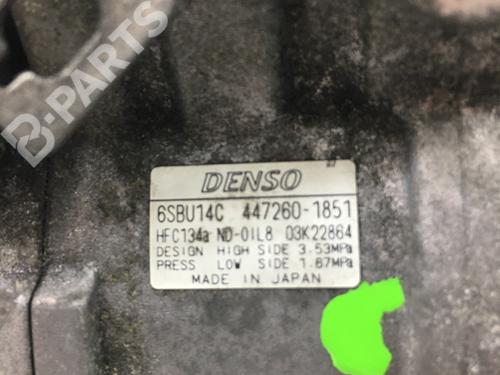 B-PARTS
DENSO
6SBU14C 447260-1851
HFC134a ND-OIL8 03K22864
DESIGN HIGH SIDE 3.53MPa
PRESS LOW SIDE 1.67MPa
MADE IN JAPAN